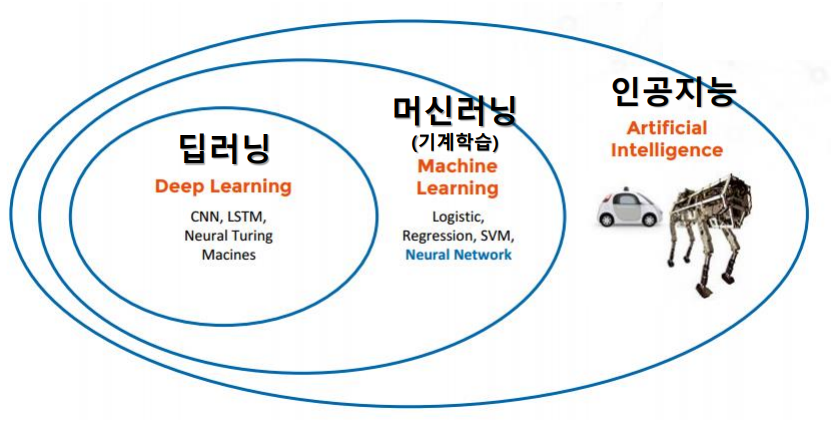 딥러닝
Deep Learning
CNN, LSTM,
Neural Turing
Macines
머신러닝
(기계학습)
Machine
Learning
Logistic,
Regression, SVM,
Neural Network
인공지능
Artificial
Intelligence